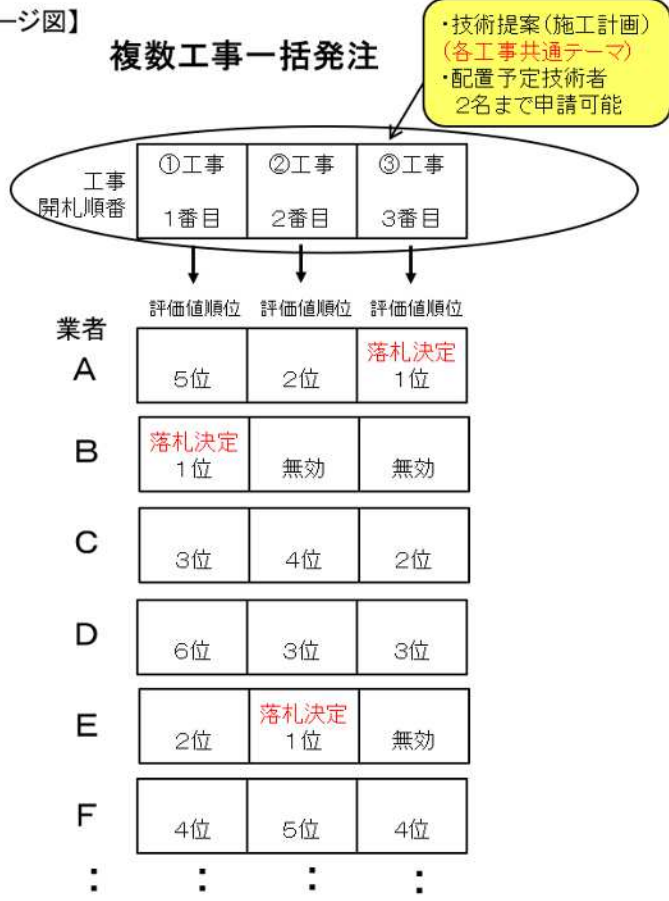 ージ図】
複数工事一括発注
・技術提案(施工計画)
(各工事共通テーマ)
・配置予定技術者
2名まで申請可能
工事
開札順番
①工事 ②工事 ③工事
1番目 2番目 3番目
評価値順位 評価値順位 評価値順位
業者
A 5位 2位 落札決定 1位
B 落札決定 1位 無効 無効
C 3位 4位 2位
D 6位 3位 3位
E 2位 落札決定 1位 無効
F 4位 5位 4位
： ： ： ：